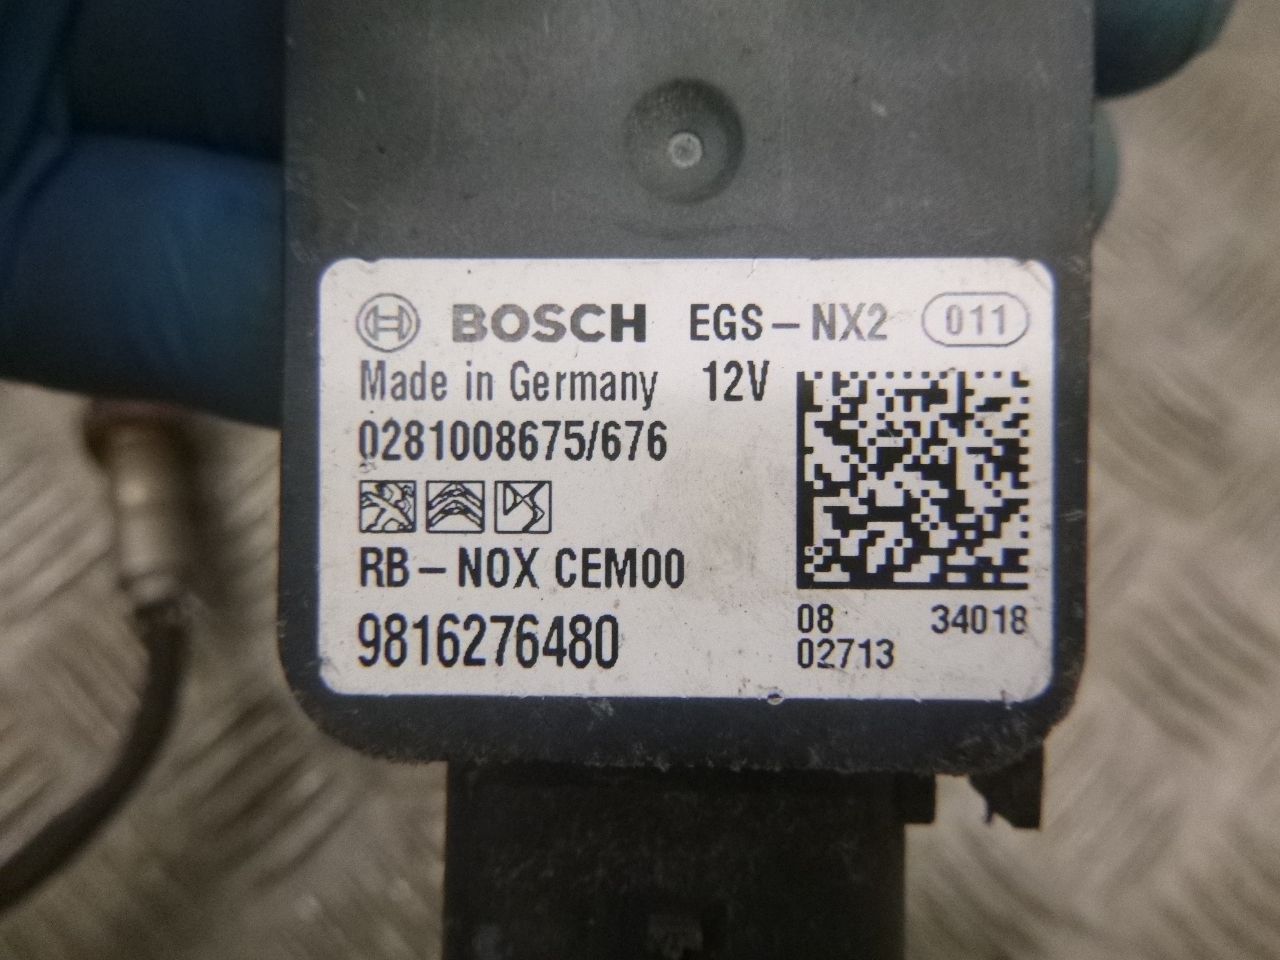 BOSCH EGS-NX2 011
Made in Germany 12V
0281008675/676
RB-NOX CEM00
9816276480
08 34018
02713